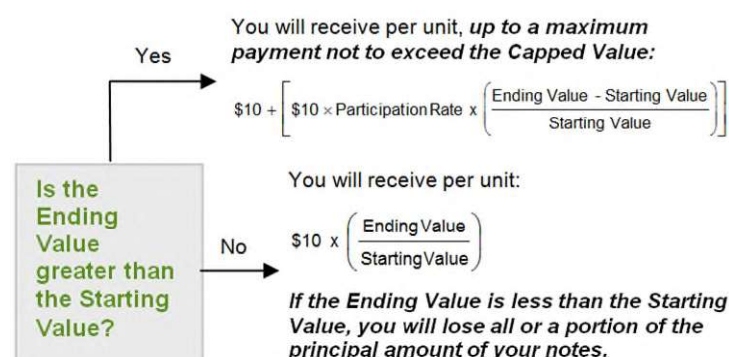 You will receive per unit, up to a maximum
Yes
payment not to exceed the Capped Value:
$10 + [ $10 × Participation Rate x ( Ending Value - Starting Value / Starting Value ) ]
Is the
Ending
Value
greater than
the Starting
Value?
You will receive per unit:
No
$10 x ( Ending Value / Starting Value )
If the Ending Value is less than the Starting
Value, you will lose all or a portion of the
principal amount of your notes.